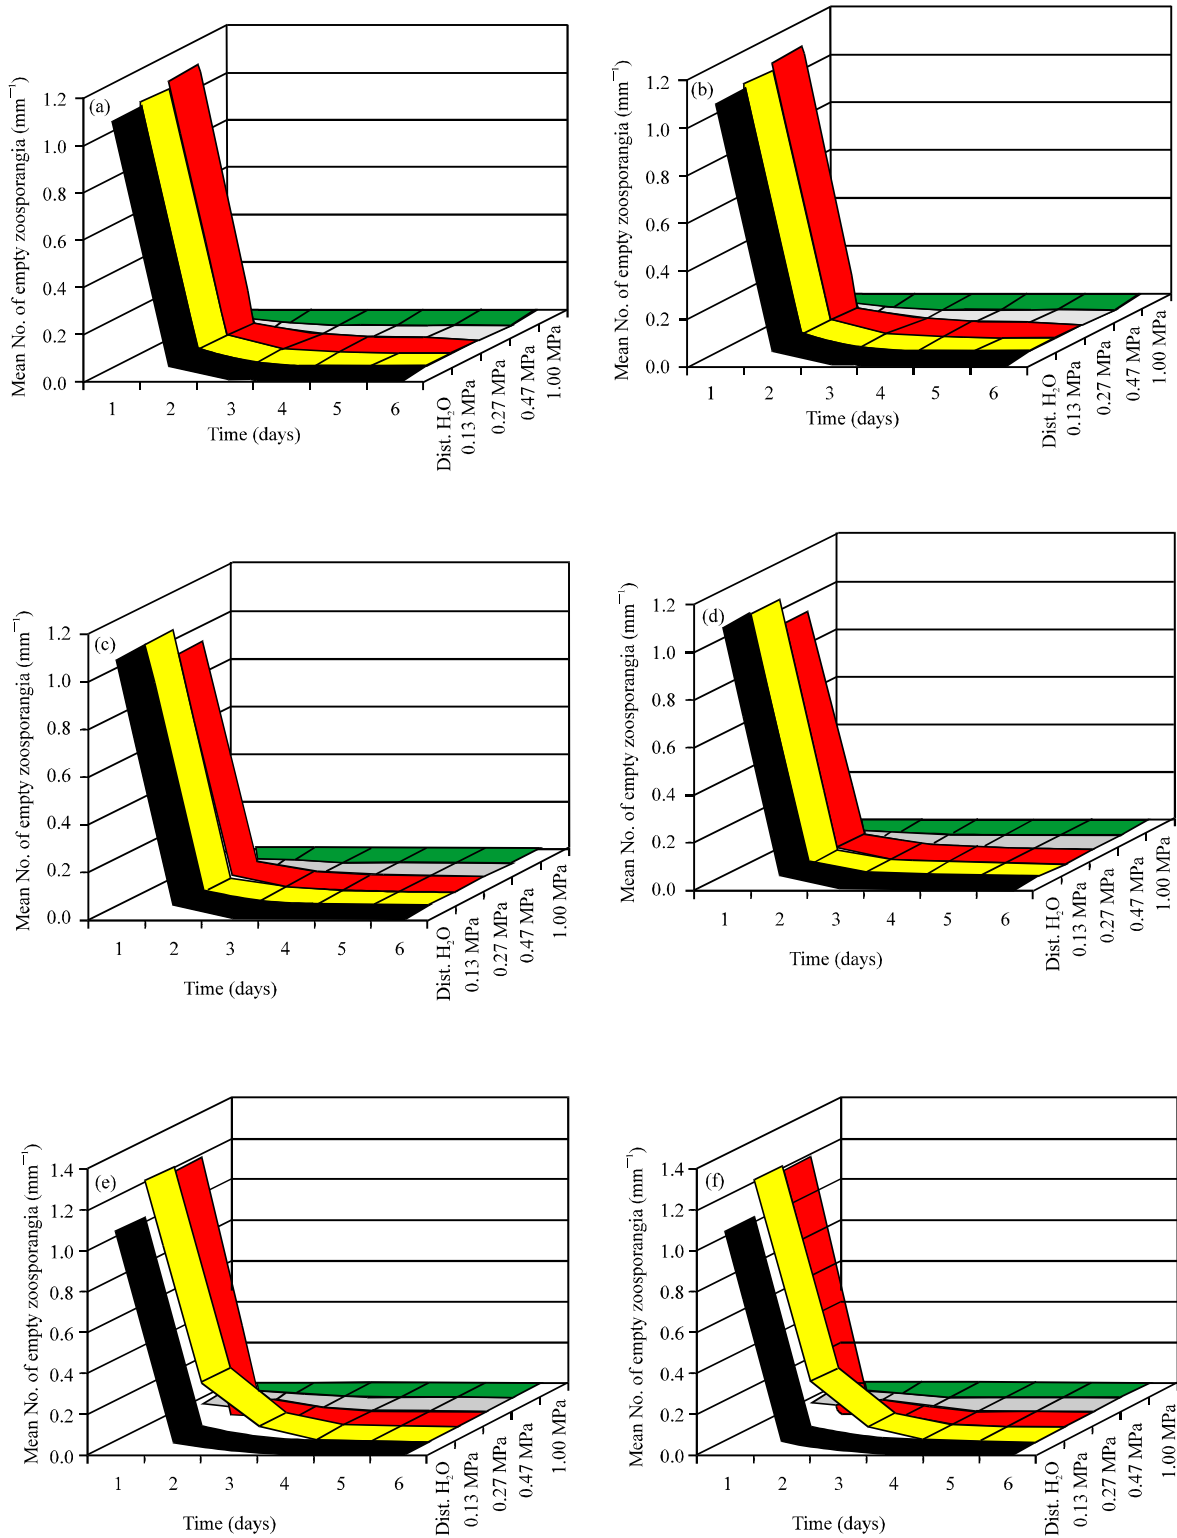 Mean No. of empty zoosporangia (mm⁻¹)
(a)
1.2
1.0
0.8
0.6
0.4
0.2
0.0
1 2 3 4 5 6
Time (days)
Dist. H₂O
0.13 MPa
0.27 MPa
0.47 MPa
1.00 MPa
Mean No. of empty zoosporangia (mm⁻¹)
(b)
1.2
1.0
0.8
0.6
0.4
0.2
0.0
1 2 3 4 5 6
Time (days)
Dist. H₂O
0.13 MPa
0.27 MPa
0.47 MPa
1.00 MPa
Mean No. of empty zoosporangia (mm⁻¹)
(c)
1.2
1.0
0.8
0.6
0.4
0.2
0.0
1 2 3 4 5 6
Time (days)
Dist. H₂O
0.13 MPa
0.27 MPa
0.47 MPa
1.00 MPa
Mean No. of empty zoosporangia (mm⁻¹)
(d)
1.2
1.0
0.8
0.6
0.4
0.2
0.0
1 2 3 4 5 6
Time (days)
Dist. H₂O
0.13 MPa
0.27 MPa
0.47 MPa
1.00 MPa
Mean No. of empty zoosporangia (mm⁻¹)
(e)
1.4
1.2
1.0
0.8
0.6
0.4
0.2
0.0
1 2 3 4 5 6
Time (days)
Dist. H₂O
0.13 MPa
0.27 MPa
0.47 MPa
1.00 MPa
Mean No. of empty zoosporangia (mm⁻¹)
(f)
1.4
1.2
1.0
0.8
0.6
0.4
0.2
0.0
1 2 3 4 5 6
Time (days)
Dist. H₂O
0.13 MPa
0.27 MPa
0.47 MPa
1.00 MPa